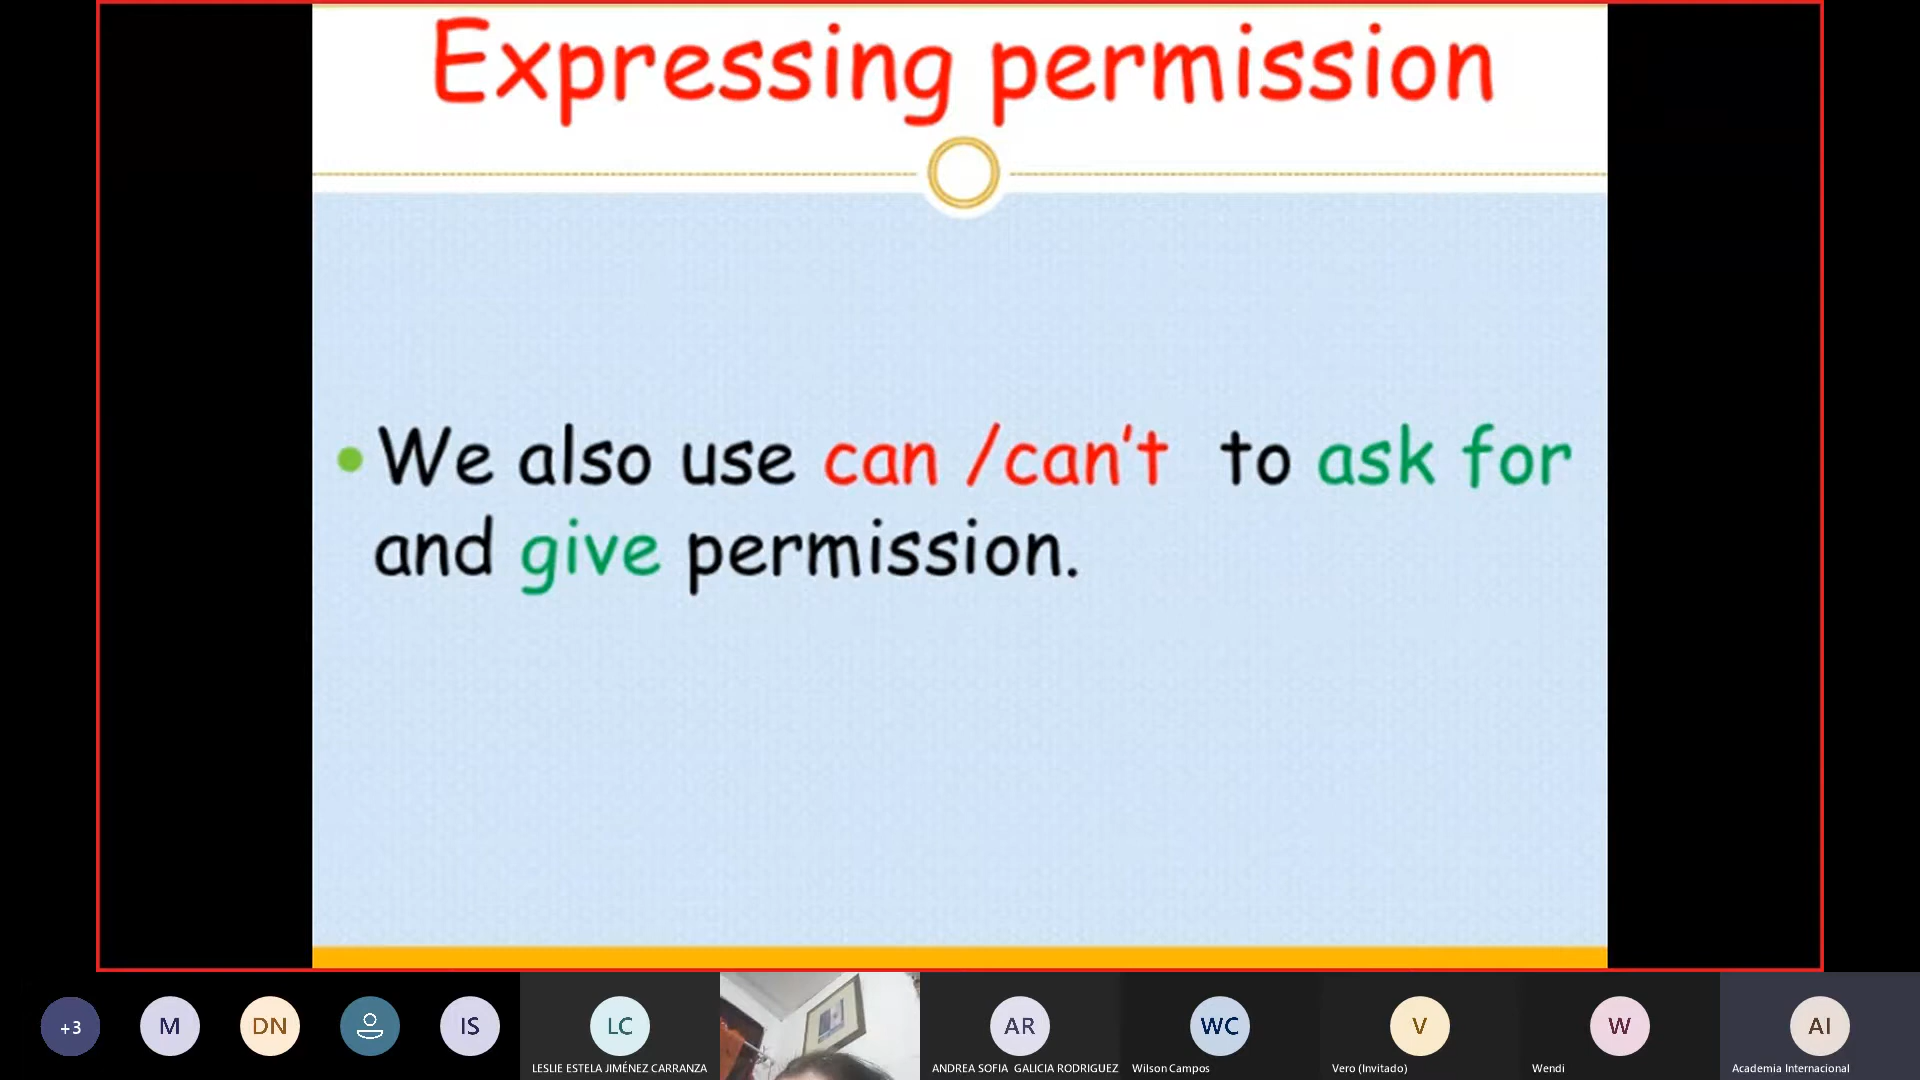 Expressing permission
We also use can /can't to ask for
and give permission.
+3
M
DN
IS
LC
AR
WC
V
W
AI
LESLIE ESTELA JIMÉNEZ CARRANZA
ANDREA SOFIA GALICIA RODRIGUEZ
Wilson Campos
Vero (Invitado)
Wendi
Academia Internacional